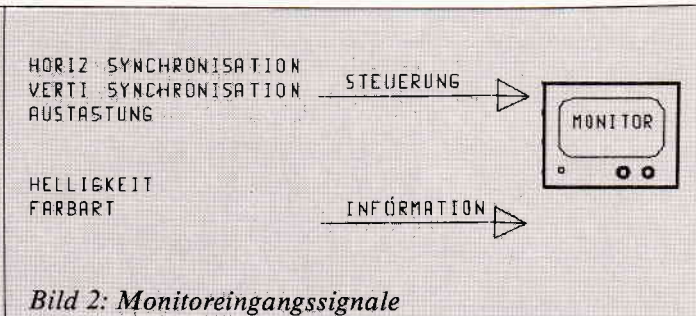 HORIZ SYNCHRONISATION
VERTI SYNCHRONISATION
AUSTASTUNG
STEUERUNG
MONITOR
HELLIGKEIT
FARBART
INFORMATION
Bild 2: Monitoreingangssignale